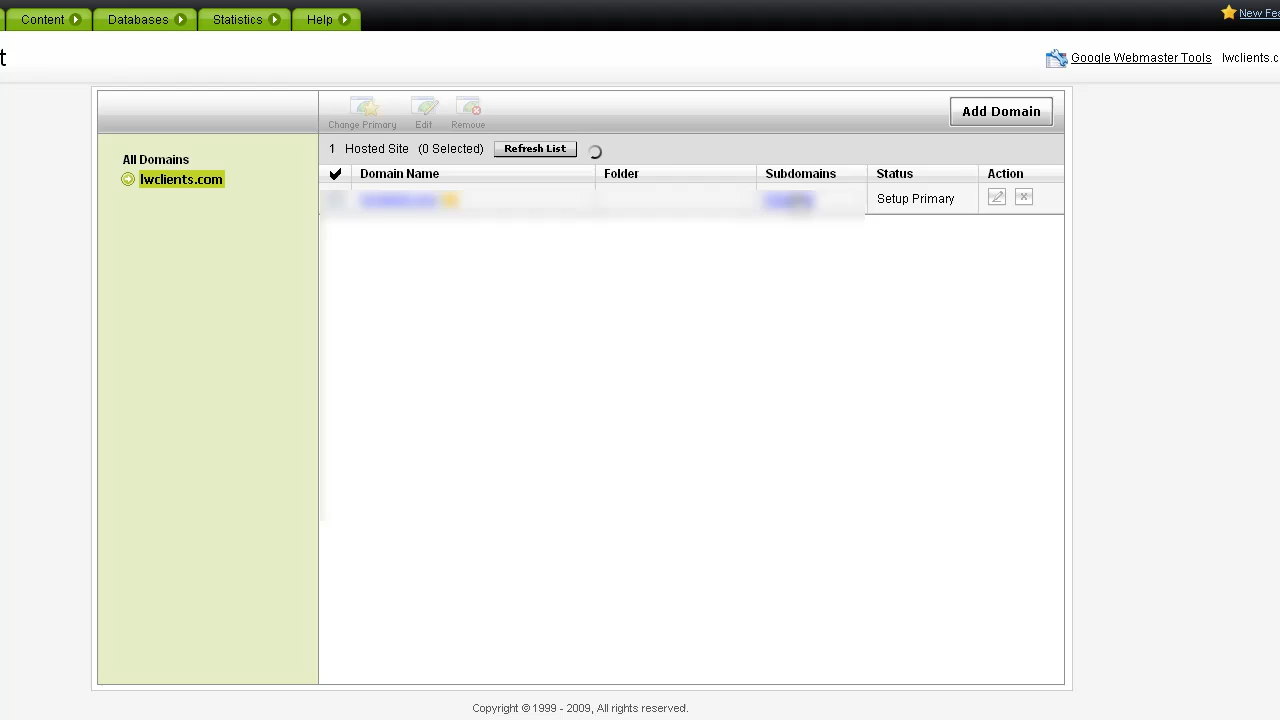 Content Databases Statistics Help New
t Google Webmaster Tools lwclients.c
Change Primary Edit Remove Add Domain
1 Hosted Site (0 Selected) Refresh List
All Domains
lwclients.com
Domain Name Folder Subdomains Status Action
Setup Primary
Copyright © 1999 - 2009, All rights reserved.